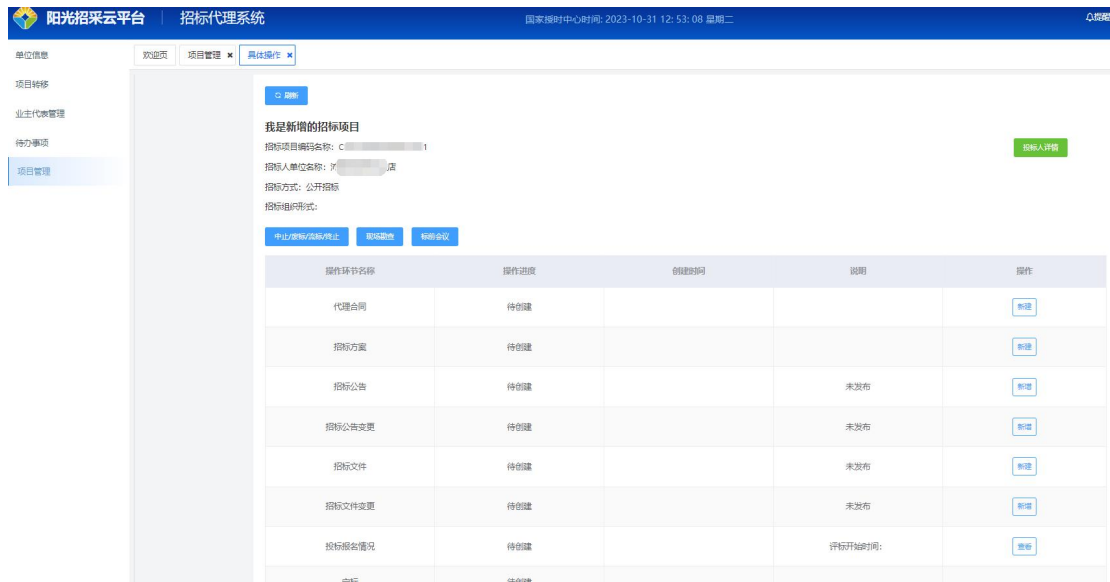 阳光招采云平台 招标代理系统 国家授时中心时间: 2023-10-31 12: 53: 08 星期二 提醒
单位信息
项目转移
业主代表管理
待办事项
项目管理
欢迎页 项目管理 × 具体操作 ×
刷新
我是新增的招标项目
招标项目编码名称: C 1
招标人单位名称: 店
招标方式: 公开招标
招标组织形式:
投标人详情
中止/废标/流标/终止 现场勘查 标前会议
操作环节名称 操作进度 创建时间 说明 操作
代理合同 待创建 新建
招标方案 待创建 新建
招标公告 待创建 未发布 新增
招标公告变更 待创建 未发布 新增
招标文件 待创建 未发布 新建
招标文件变更 待创建 未发布 新增
投标报名情况 待创建 评标开始时间: 查看
待创建